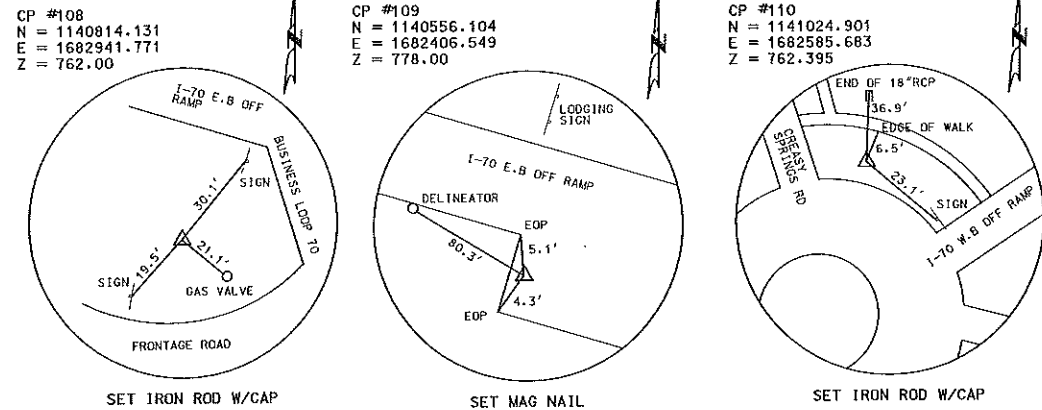 CP #108
N = 1140814.131
E = 1682941.771
Z = 762.00
I-70 E.B OFF
RAMP
BUSINESS LOOP 70
SIGN
30.1'
19.5'
21.1'
SIGN
GAS VALVE
FRONTAGE ROAD
SET IRON ROD W/CAP
CP #109
N = 1140556.104
E = 1682406.549
Z = 778.00
LODGING
SIGN
I-70 E.B OFF RAMP
DELINEATOR
EOP
80.3'
5.1'
4.3'
EOP
SET MAG NAIL
CP #110
N = 1141024.901
E = 1682585.683
Z = 762.395
END OF 18"RCP
36.9'
EDGE OF WALK
CREASY
SPRINGS RD
6.5'
23.1'
SIGN
I-70 W.B OFF RAMP
SET IRON ROD W/CAP